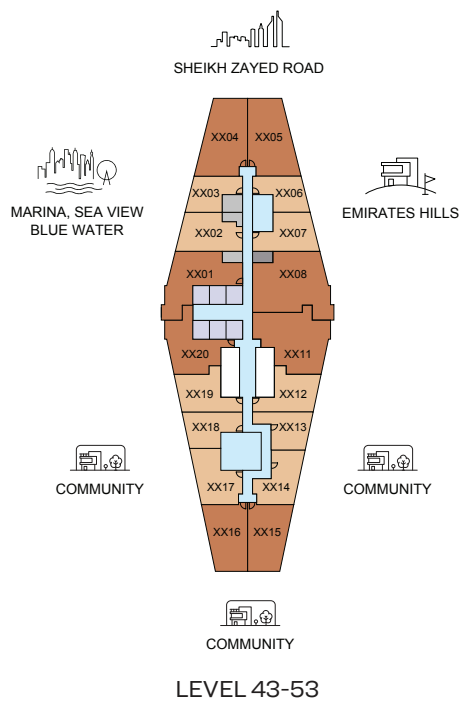 SHEIKH ZAYED ROAD
XX04 XX05
XX03 XX06
MARINA, SEA VIEW
BLUE WATER
EMIRATES HILLS
XX02 XX07
XX01 XX08
XX20 XX11
XX19 XX12
XX18 XX13
COMMUNITY
COMMUNITY
XX17 XX14
XX16 XX15
COMMUNITY
LEVEL 43-53